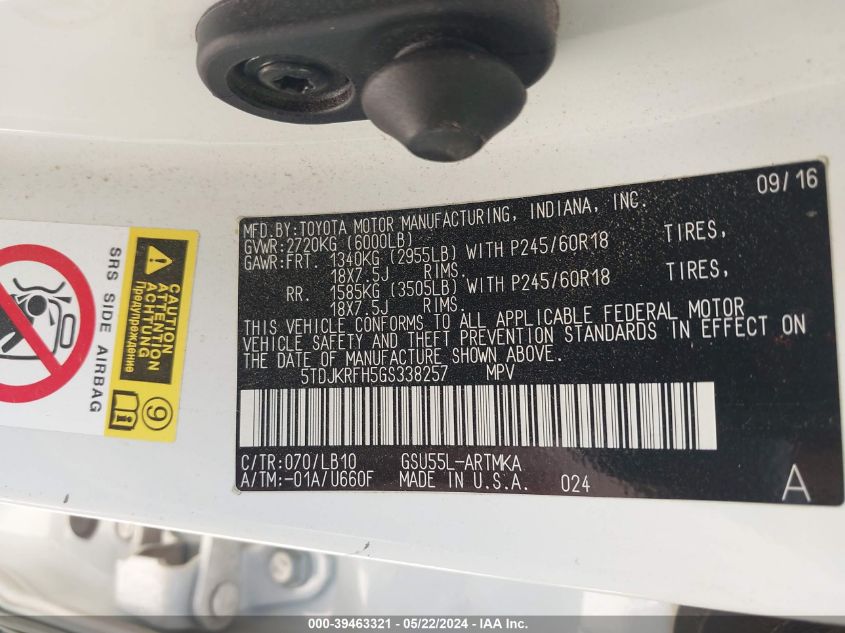 09/16
MFD.BY:TOYOTA MOTOR MANUFACTURING, INDIANA, INC.
GVWR:2720KG (6000LB)
GAWR:FRT. 1340KG (2955LB) WITH P245/60R18 TIRES,
18X7.5J RIMS.
RR. 1585KG (3505LB) WITH P245/60R18 TIRES,
18X7.5J RIMS.
THIS VEHICLE CONFORMS TO ALL APPLICABLE FEDERAL MOTOR
VEHICLE SAFETY AND THEFT PREVENTION STANDARDS IN EFFECT ON
THE DATE OF MANUFACTURE SHOWN ABOVE.
5TDJKRFH5GS338257 MPV
C/TR:070/LB10 GSU55L-ARTMKA
A/TM:-01A/U660F MADE IN U.S.A. 024 A
SRS SIDE AIRBAG
CAUTION
ATTENTION
ACHTUNG
Предупреждение
9
000-39463321 - 05/22/2024 - IAA Inc.